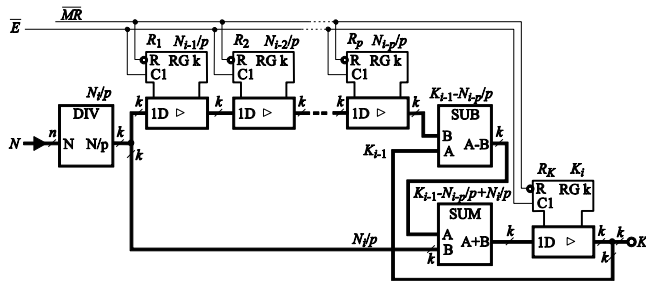 MR
E
R1 Ni-1/p R2 Ni-2/p Rp Ni-p/p
R RG k R RG k R RG k
C1 C1 C1
Ni/p Ki-1-Ni-p/p
DIV k 1D k 1D k k 1D k SUB k
N n N N/p k B A-B
k Ki-1 A
RK Ki
R RG k
Ki-1-Ni-p/p+Ni/p C1
SUM
Ni/p A A+B k 1D k k K
k B k